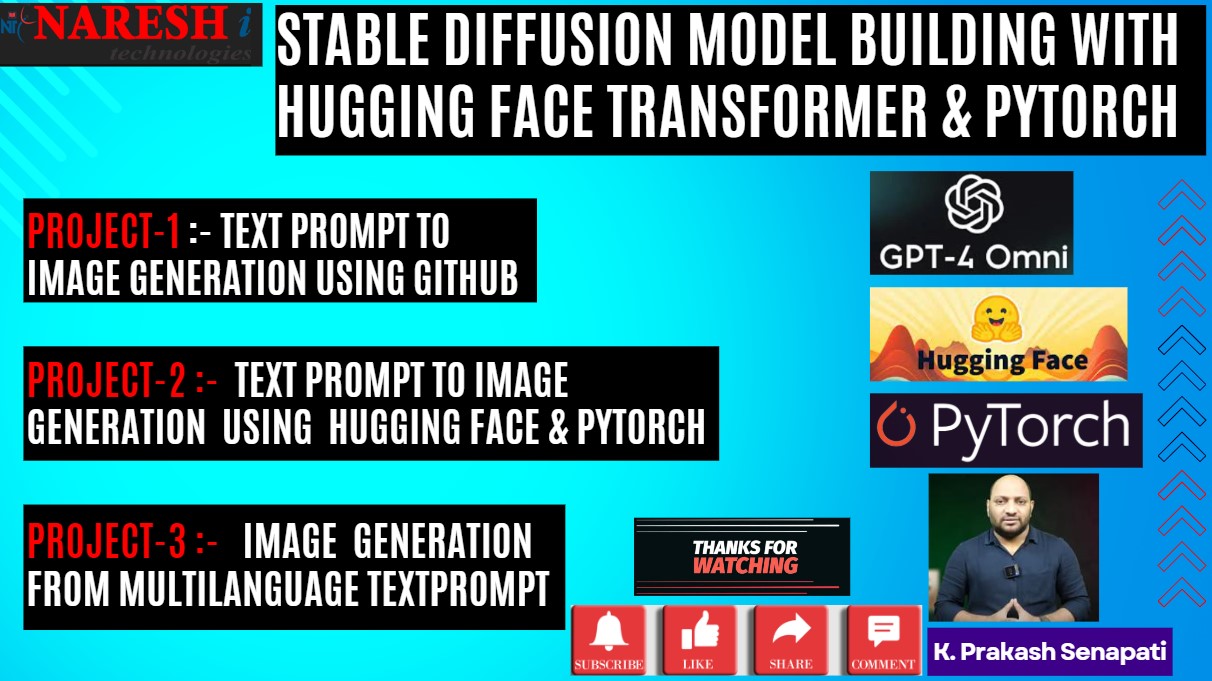 NARESH i
technologies
STABLE DIFFUSION MODEL BUILDING WITH
HUGGING FACE TRANSFORMER & PYTORCH
PROJECT-1 :- TEXT PROMPT TO
IMAGE GENERATION USING GITHUB
PROJECT-2 :- TEXT PROMPT TO IMAGE
GENERATION USING HUGGING FACE & PYTORCH
PROJECT-3 :- IMAGE GENERATION
FROM MULTILANGUAGE TEXTPROMPT
GPT-4 Omni
Hugging Face
PyTorch
THANKS FOR
WATCHING
SUBSCRIBE
LIKE
SHARE
COMMENT
K. Prakash Senapati